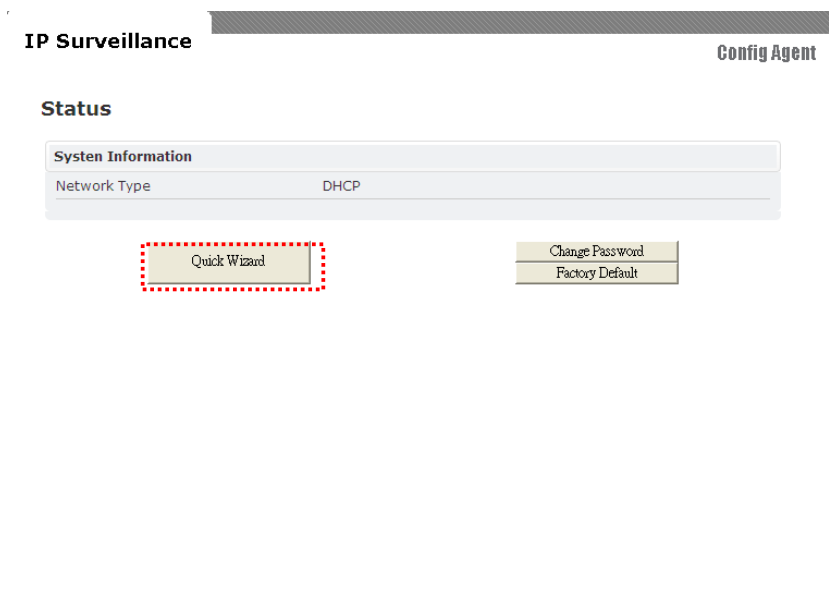 IP Surveillance
Config Agent
Status
Systen Information
Network Type DHCP
Quick Wizard
Change Password
Factory Default